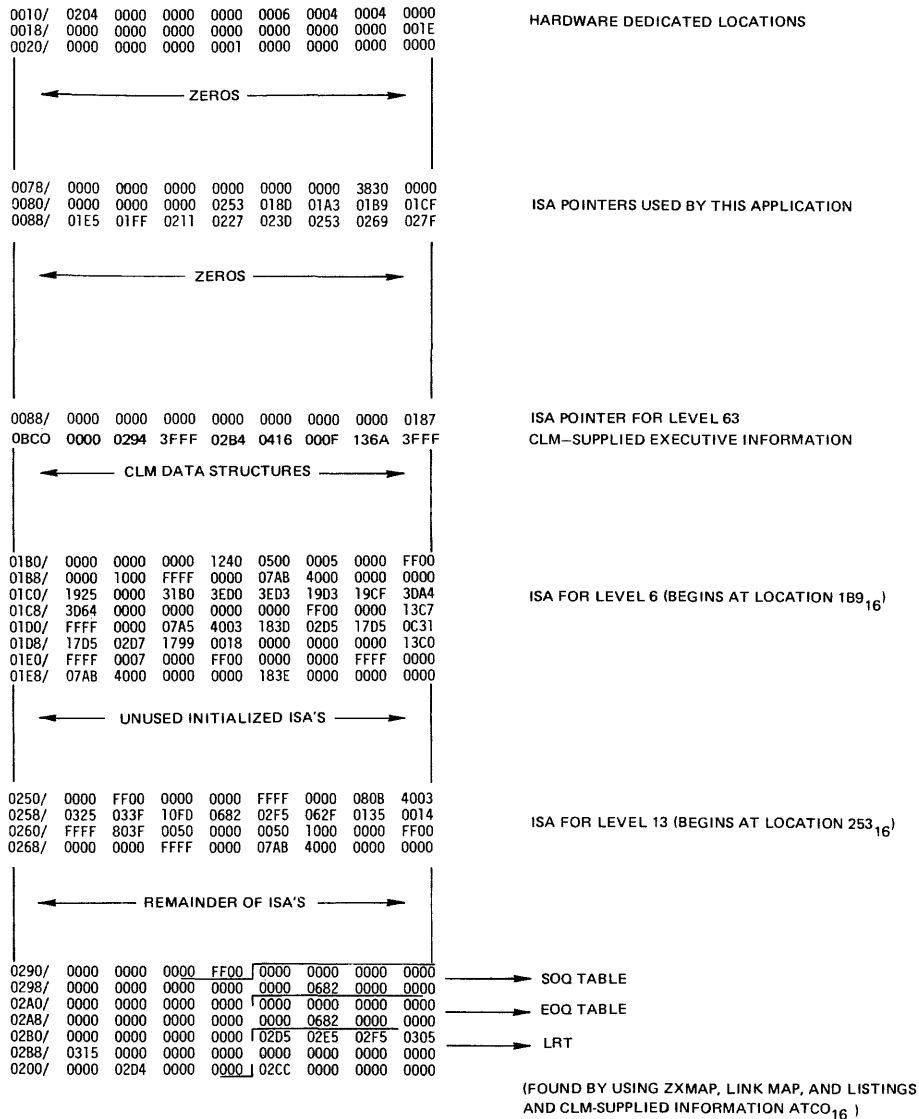 0010/ 0204 0000 0000 0000 0006 0004 0004 0000 HARDWARE DEDICATED LOCATIONS
0018/ 0000 0000 0000 0000 0000 0000 0000 001E
0020/ 0000 0000 0000 0001 0000 0000 0000 0000
ZEROS
0078/ 0000 0000 0000 0000 0000 0000 3830 0000
0080/ 0000 0000 0000 0253 018D 01A3 01B9 01CF ISA POINTERS USED BY THIS APPLICATION
0088/ 01E5 01FF 0211 0227 023D 0253 0269 027F
ZEROS
0088/ 0000 0000 0000 0000 0000 0000 0000 0187 ISA POINTER FOR LEVEL 63
0BCO 0000 0294 3FFF 02B4 0416 000F 136A 3FFF CLM-SUPPLIED EXECUTIVE INFORMATION
CLM DATA STRUCTURES
01B0/ 0000 0000 0000 1240 0500 0005 0000 FF00
01B8/ 0000 1000 FFFF 0000 07AB 4000 0000 0000
01C0/ 1925 0000 31B0 3ED0 3ED3 19D3 19CF 3DA4 ISA FOR LEVEL 6 (BEGINS AT LOCATION 1B9₁₆)
01C8/ 3D64 0000 0000 0000 0000 FF00 0000 13C7
01D0/ FFFF 0000 07A5 4003 183D 02D5 17D5 0C31
01D8/ 17D5 02D7 1799 0018 0000 0000 0000 13C0
01E0/ FFFF 0007 0000 FF00 0000 0000 FFFF 0000
01E8/ 07AB 4000 0000 0000 183E 0000 0000 0000
UNUSED INITIALIZED ISA'S
0250/ 0000 FF00 0000 0000 FFFF 0000 080B 4003
0258/ 0325 033F 10FD 0682 02F5 062F 0135 0014 ISA FOR LEVEL 13 (BEGINS AT LOCATION 253₁₆)
0260/ FFFF 803F 0050 0000 0050 1000 0000 FF00
0268/ 0000 0000 FFFF 0000 07AB 4000 0000 0000
REMAINDER OF ISA'S
0290/ 0000 0000 0000 FF00 0000 0000 0000 0000
0298/ 0000 0000 0000 0000 0000 0682 0000 0000 SOQ TABLE
02A0/ 0000 0000 0000 0000 0000 0000 0000 0000
02A8/ 0000 0000 0000 0000 0000 0682 0000 0000 EOQ TABLE
02B0/ 0000 0000 0000 0000 02D5 02E5 02F5 0305
02B8/ 0315 0000 0000 0000 0000 0000 0000 0000 LRT
0200/ 0000 02D4 0000 0000 02CC 0000 0000 0000
(FOUND BY USING ZXMAP, LINK MAP, AND LISTINGS
AND CLM-SUPPLIED INFORMATION ATCO₁₆ )